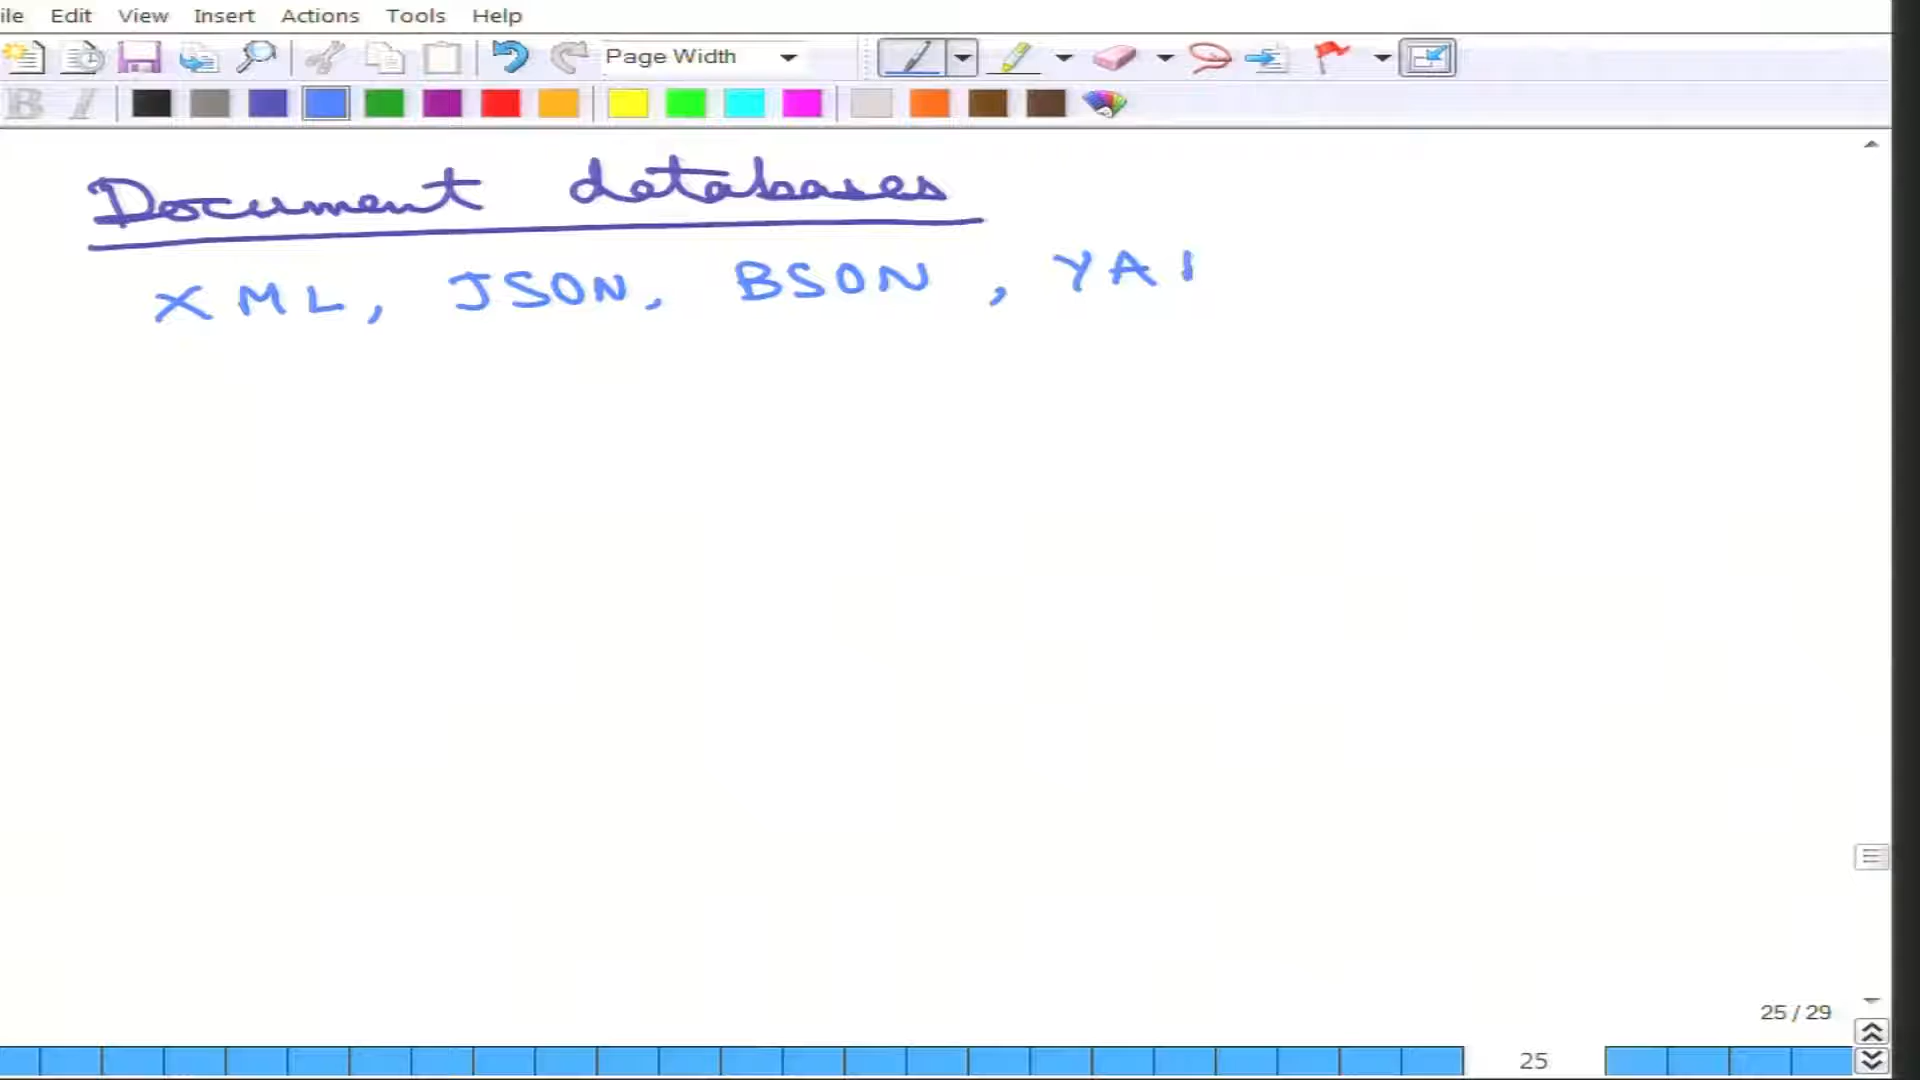 ile Edit View Insert Actions Tools Help
Page Width
B I
Document databases
XML, JSON, BSON, YA
25 / 29
25